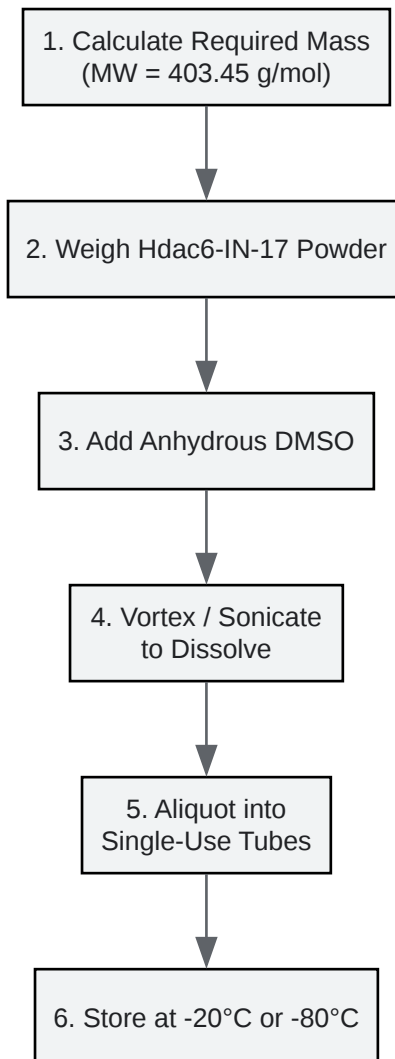 1. Calculate Required Mass
(MW = 403.45 g/mol)
2. Weigh Hdac6-IN-17 Powder
3. Add Anhydrous DMSO
4. Vortex / Sonicate
to Dissolve
5. Aliquot into
Single-Use Tubes
6. Store at -20°C or -80°C